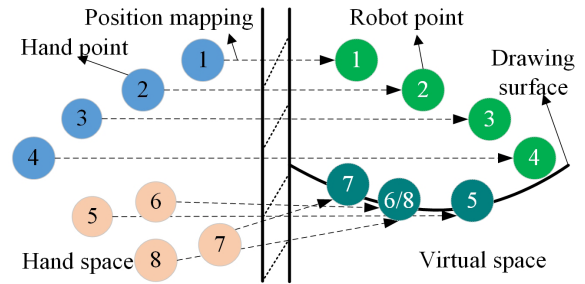 Position mapping
Robot point
Hand point
Drawing
surface
1
1
2
2
3
3
4
4
7
6
6/8
5
5
7
8
Hand space
Virtual space